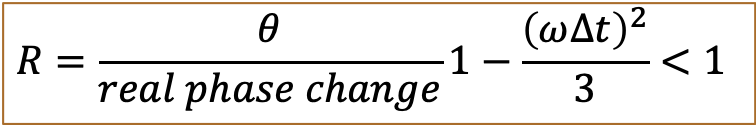 R = θ / real phase change 1 − (ωΔt)² / 3 < 1